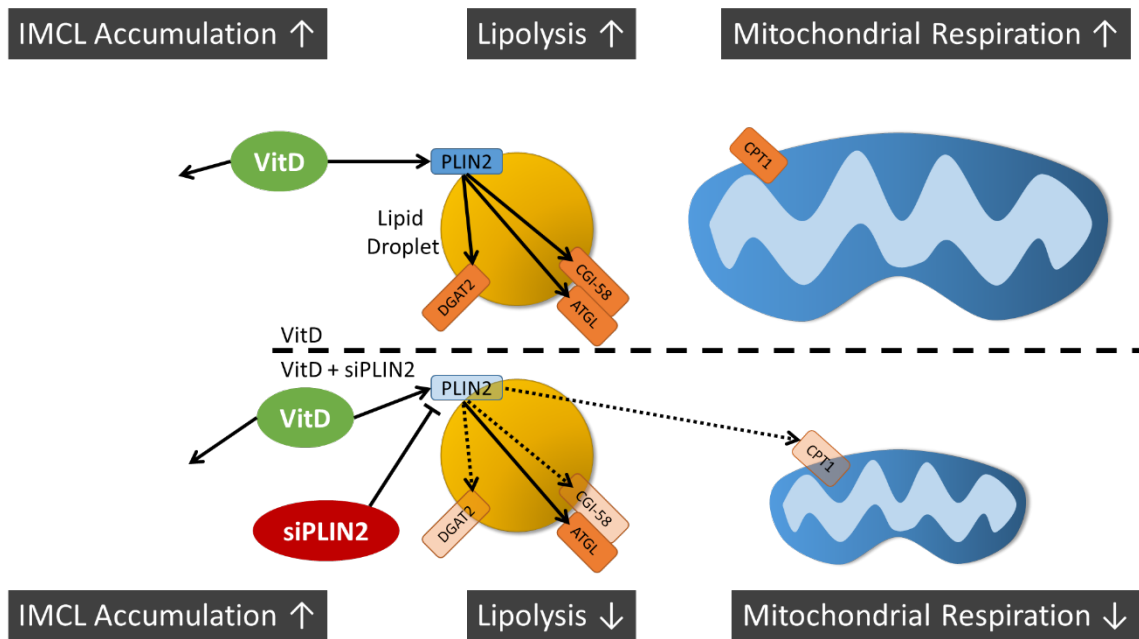 IMCL Accumulation ↑
Lipolysis ↑
Mitochondrial Respiration ↑
VitD
PLIN2
CPT1
Lipid
Droplet
DGAT2
CGI-58
ATGL
VitD
VitD + siPLIN2
PLIN2
VitD
CPT1
siPLIN2
DGAT2
CGI-58
ATGL
IMCL Accumulation ↑
Lipolysis ↓
Mitochondrial Respiration ↓